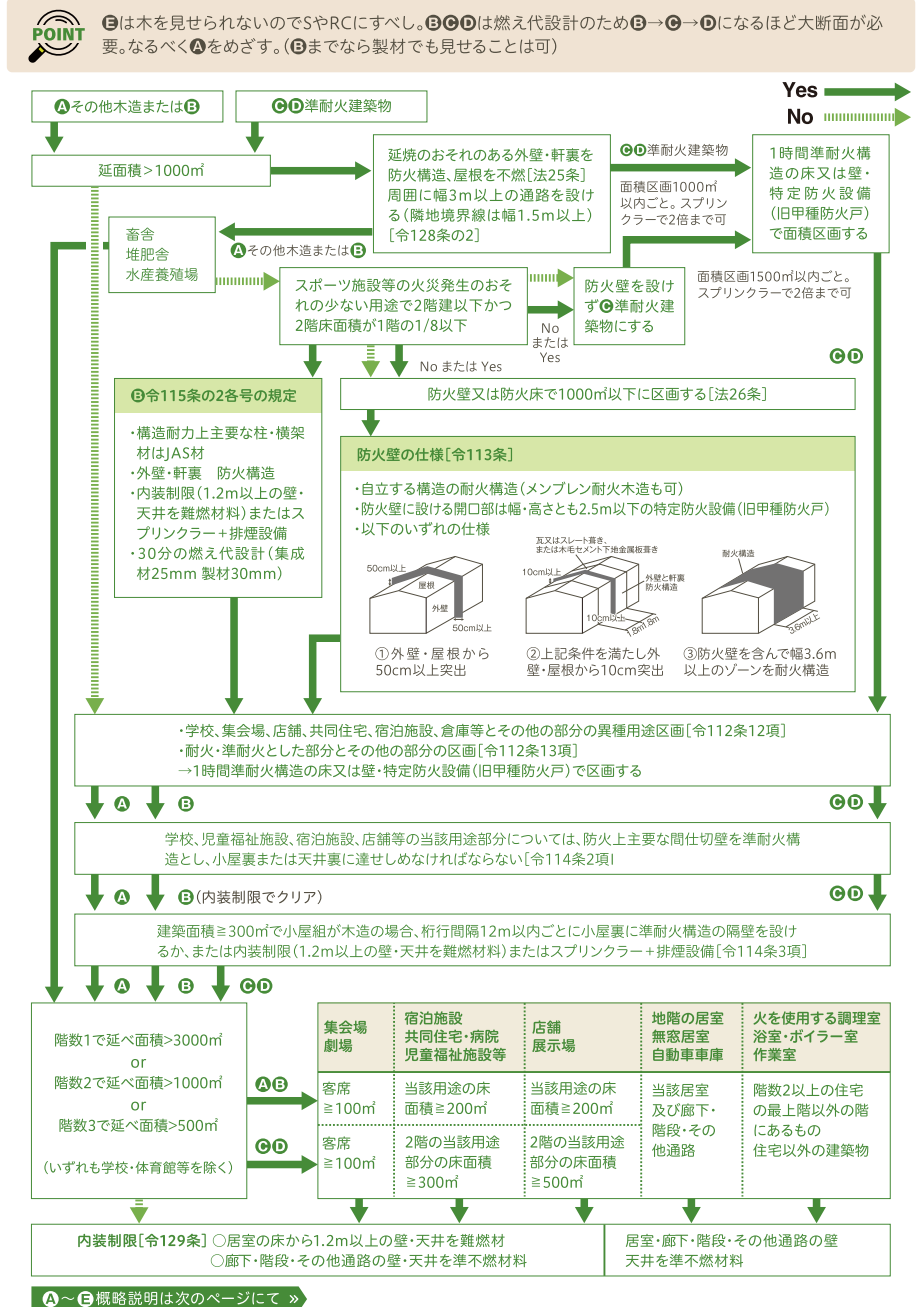 POINT
Ⓔは木を見せられないのでSやRCにすべし。ⒷⒸⒹは燃え代設計のためⒷ→Ⓒ→Ⓓになるほど大断面が必
要。なるべくⒶをめざす。(Ⓑまでなら製材でも見せることは可)
Yes
No
Ⓐその他木造またはⒷ
ⒸⒹ準耐火建築物
延面積>1000㎡
延焼のおそれのある外壁・軒裏を
防火構造、屋根を不燃[法25条]
周囲に幅3m以上の通路を設け
る(隣地境界線は幅1.5m以上)
[令128条の2]
ⒸⒹ準耐火建築物
面積区画1000㎡
以内ごと。スプリン
クラーで2倍まで可
1時間準耐火構
造の床又は壁・
特定防火設備
(旧甲種防火戸)
で面積区画する
畜舎
堆肥舎
水産養殖場
Ⓐその他木造またはⒷ
スポーツ施設等の火災発生のおそ
れの少ない用途で2階建以下かつ
2階床面積が1階の1/8以下
No
または
Yes
防火壁を設け
ずⒸ準耐火建
築物にする
面積区画1500㎡以内ごと。
スプリンクラーで2倍まで可
ⒸⒹ
No または Yes
Ⓑ令115条の2各号の規定
・構造耐力上主要な柱・横架
材はJAS材
・外壁・軒裏 防火構造
・内装制限(1.2m以上の壁・
天井を難燃材料)またはス
プリンクラー+排煙設備
・30分の燃え代設計(集成
材25mm 製材30mm)
防火壁又は防火床で1000㎡以下に区画する[法26条]
防火壁の仕様[令113条]
・自立する構造の耐火構造(メンブレン耐火木造も可)
・防火壁に設ける開口部は幅・高さとも2.5m以下の特定防火設備(旧甲種防火戸)
・以下のいずれの仕様
50cm以上
屋根
外壁
50cm以上
瓦又はスレート葺き、
または木毛セメント下地金属板葺き
10cm以上
外壁と軒裏
防火構造
10cm以上
1.8m1.8m
耐火構造
3.6m以上
①外壁・屋根から
50cm以上突出
②上記条件を満たし外
壁・屋根から10cm突出
③防火壁を含んで幅3.6m
以上のゾーンを耐火構造
・学校、集会場、店舗、共同住宅、宿泊施設、倉庫等とその他の部分の異種用途区画[令112条12項]
・耐火・準耐火とした部分とその他の部分の区画[令112条13項]
→1時間準耐火構造の床又は壁・特定防火設備(旧甲種防火戸)で区画する
Ⓐ Ⓑ ⒸⒹ
学校、児童福祉施設、宿泊施設、店舗等の当該用途部分については、防火上主要な間仕切壁を準耐火構
造とし、小屋裏または天井裏に達せしめなければならない[令114条2項]
Ⓐ Ⓑ(内装制限でクリア) ⒸⒹ
建築面積≧300㎡で小屋組が木造の場合、桁行間隔12m以内ごとに小屋裏に準耐火構造の隔壁を設け
るか、または内装制限(1.2m以上の壁・天井を難燃材料)またはスプリンクラー+排煙設備[令114条3項]
Ⓐ Ⓑ ⒸⒹ
階数1で延べ面積>3000㎡
or
階数2で延べ面積>1000㎡
or
階数3で延べ面積>500㎡
(いずれも学校・体育館等を除く)
ⒶⒷ
ⒸⒹ
集会場
劇場
宿泊施設
共同住宅・病院
児童福祉施設等
店舗
展示場
地階の居室
無窓居室
自動車車庫
火を使用する調理室
浴室・ボイラー室
作業室
客席
≧100㎡
当該用途の床
面積≧200㎡
当該用途の床
面積≧200㎡
客席
≧100㎡
2階の当該用途
部分の床面積
≧300㎡
2階の当該用途
部分の床面積
≧500㎡
当該居室
及び廊下・
階段・その
他通路
階数2以上の住宅
の最上階以外の階
にあるもの
住宅以外の建築物
内装制限[令129条] ○居室の床から1.2m以上の壁・天井を難燃材
○廊下・階段・その他通路の壁・天井を準不燃材料
居室・廊下・階段・その他通路の壁
天井を準不燃材料
Ⓐ〜Ⓔ概略説明は次のページにて »